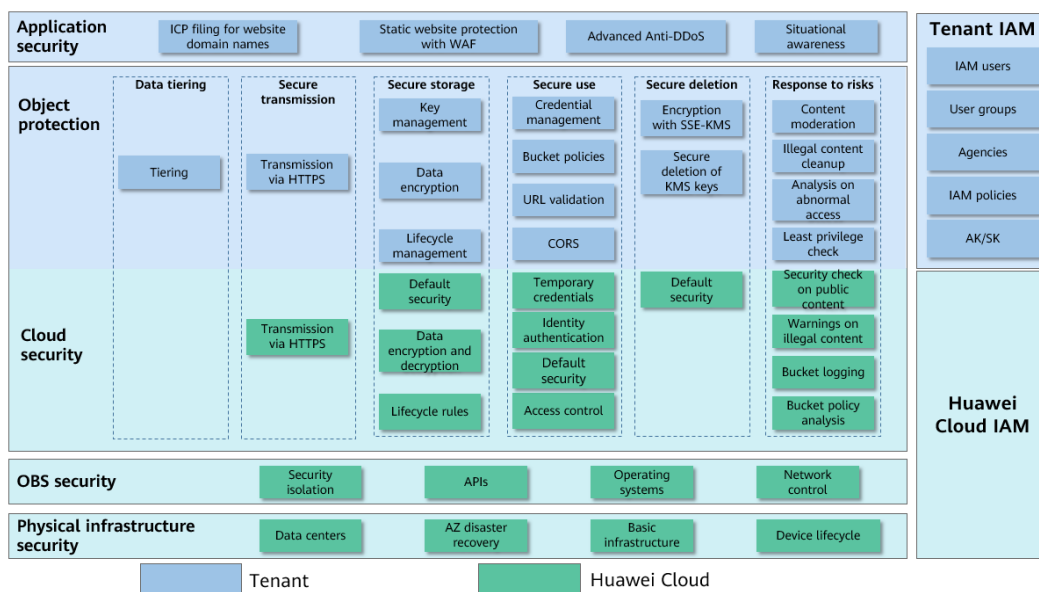 Application
security
ICP filing for website
domain names
Static website protection
with WAF
Advanced Anti-DDoS
Situational
awareness
Object
protection
Data tiering
Tiering
Secure
transmission
Transmission
via HTTPS
Secure storage
Key
management
Data
encryption
Lifecycle
management
Secure use
Credential
management
Bucket policies
URL validation
CORS
Secure deletion
Encryption
with SSE-KMS
Secure
deletion of
KMS keys
Response to risks
Content
moderation
Illegal content
cleanup
Analysis on
abnormal
access
Least privilege
check
Cloud
security
Transmission
via HTTPS
Default
security
Data
encryption and
decryption
Lifecycle rules
Temporary
credentials
Identity
authentication
Default
security
Access control
Default
security
Security check
on public
content
Warnings on
illegal content
Bucket logging
Bucket policy
analysis
OBS security
Security
isolation
APIs
Operating
systems
Network
control
Physical infrastructure
security
Data centers
AZ disaster
recovery
Basic
infrastructure
Device lifecycle
Tenant IAM
IAM users
User groups
Agencies
IAM policies
AK/SK
Huawei
Cloud IAM
Tenant
Huawei Cloud